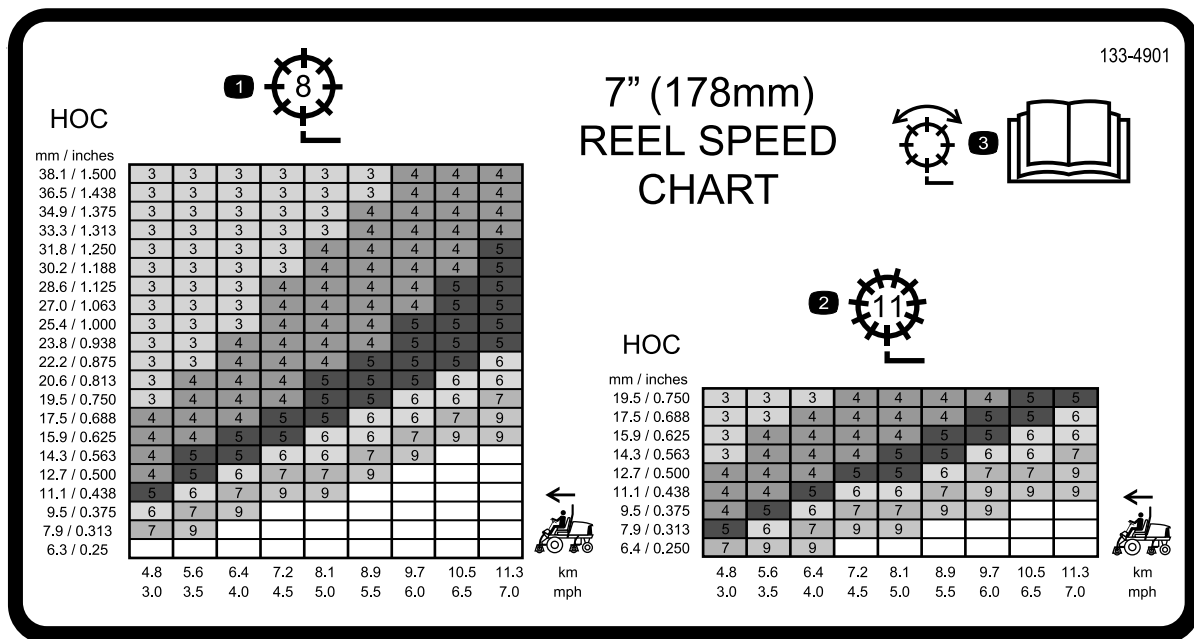 133-4901
1
8
7” (178mm)
REEL SPEED
CHART
3
HOC
mm / inches
38.1 / 1.500 3 3 3 3 3 3 4 4 4
36.5 / 1.438 3 3 3 3 3 3 4 4 4
34.9 / 1.375 3 3 3 3 3 4 4 4 4
33.3 / 1.313 3 3 3 3 3 4 4 4 4
31.8 / 1.250 3 3 3 3 4 4 4 4 5
30.2 / 1.188 3 3 3 3 4 4 4 4 5
28.6 / 1.125 3 3 3 4 4 4 4 5 5
27.0 / 1.063 3 3 3 4 4 4 4 5 5
25.4 / 1.000 3 3 3 4 4 4 5 5 5
23.8 / 0.938 3 3 4 4 4 4 5 5 5
22.2 / 0.875 3 3 4 4 4 5 5 5 6
20.6 / 0.813 3 4 4 4 5 5 5 6 6
19.5 / 0.750 3 4 4 4 5 5 6 6 7
17.5 / 0.688 4 4 4 5 5 6 6 7 9
15.9 / 0.625 4 4 5 5 6 6 7 9 9
14.3 / 0.563 4 5 5 6 6 7 9
12.7 / 0.500 4 5 6 7 7 9
11.1 / 0.438 5 6 7 9 9
9.5 / 0.375 6 7 9
7.9 / 0.313 7 9
6.3 / 0.25
4.8 5.6 6.4 7.2 8.1 8.9 9.7 10.5 11.3 km
3.0 3.5 4.0 4.5 5.0 5.5 6.0 6.5 7.0 mph
2
11
HOC
mm / inches
19.5 / 0.750 3 3 3 4 4 4 4 5 5
17.5 / 0.688 3 3 4 4 4 4 5 5 6
15.9 / 0.625 3 4 4 4 4 5 5 6 6
14.3 / 0.563 3 4 4 4 5 5 6 6 7
12.7 / 0.500 4 4 4 5 5 6 7 7 9
11.1 / 0.438 4 4 5 6 6 7 9 9 9
9.5 / 0.375 4 5 6 7 7 9 9
7.9 / 0.313 5 6 7 9 9
6.4 / 0.250 7 9 9
4.8 5.6 6.4 7.2 8.1 8.9 9.7 10.5 11.3 km
3.0 3.5 4.0 4.5 5.0 5.5 6.0 6.5 7.0 mph